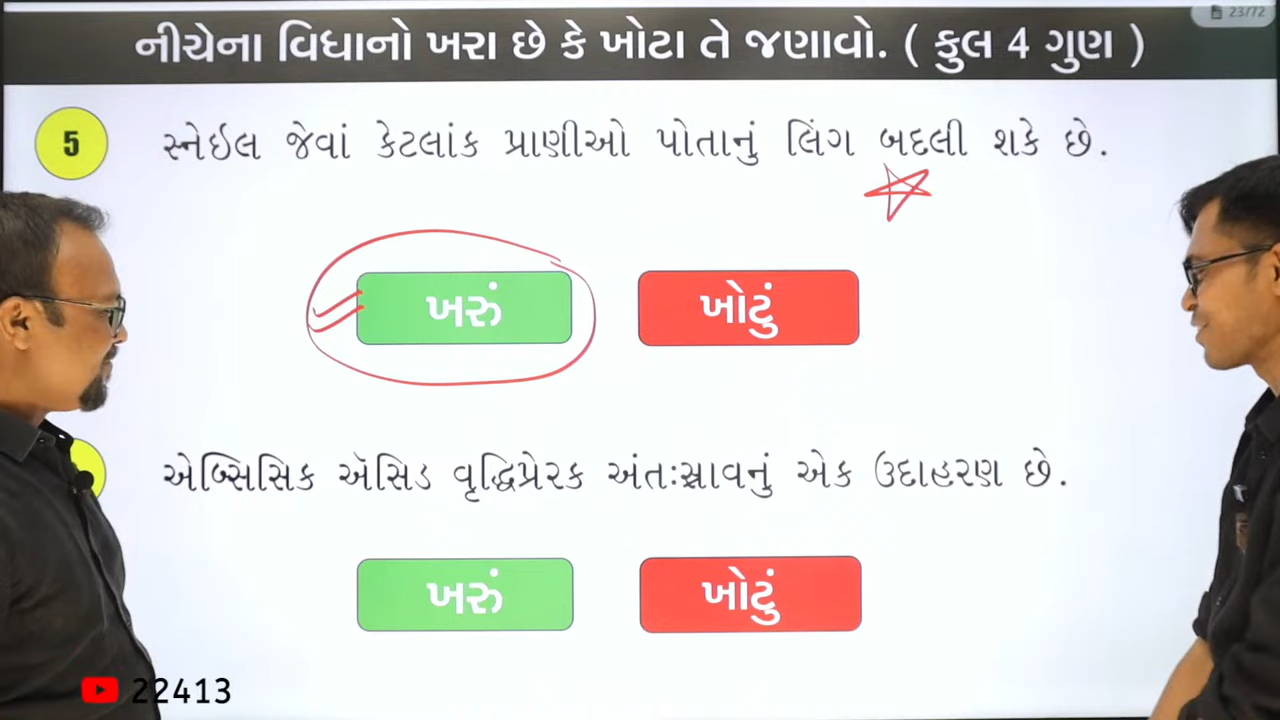 23/72
નીચેના વિધાનો ખરા છે કે ખોટા તે જણાવો. ( કુલ 4 ગુણ )
5 સ્નેઇલ જેવાં કેટલાંક પ્રાણીઓ પોતાનું લિંગ બદલી શકે છે.
ખરું ખોટું
એબ્સિસિક ઍસિડ વૃદ્ધિપ્રેરક અંતઃસ્રાવનું એક ઉદાહરણ છે.
ખરું ખોટું
22413